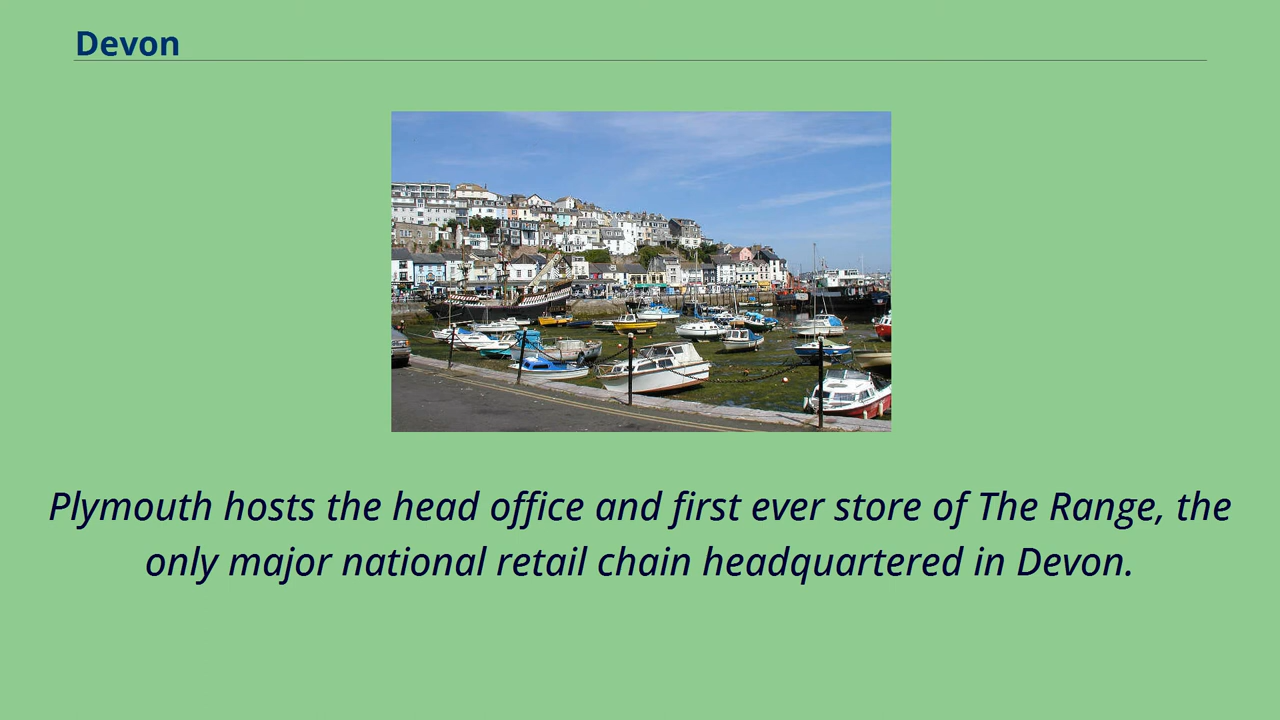 Devon
Plymouth hosts the head office and first ever store of The Range, the
only major national retail chain headquartered in Devon.